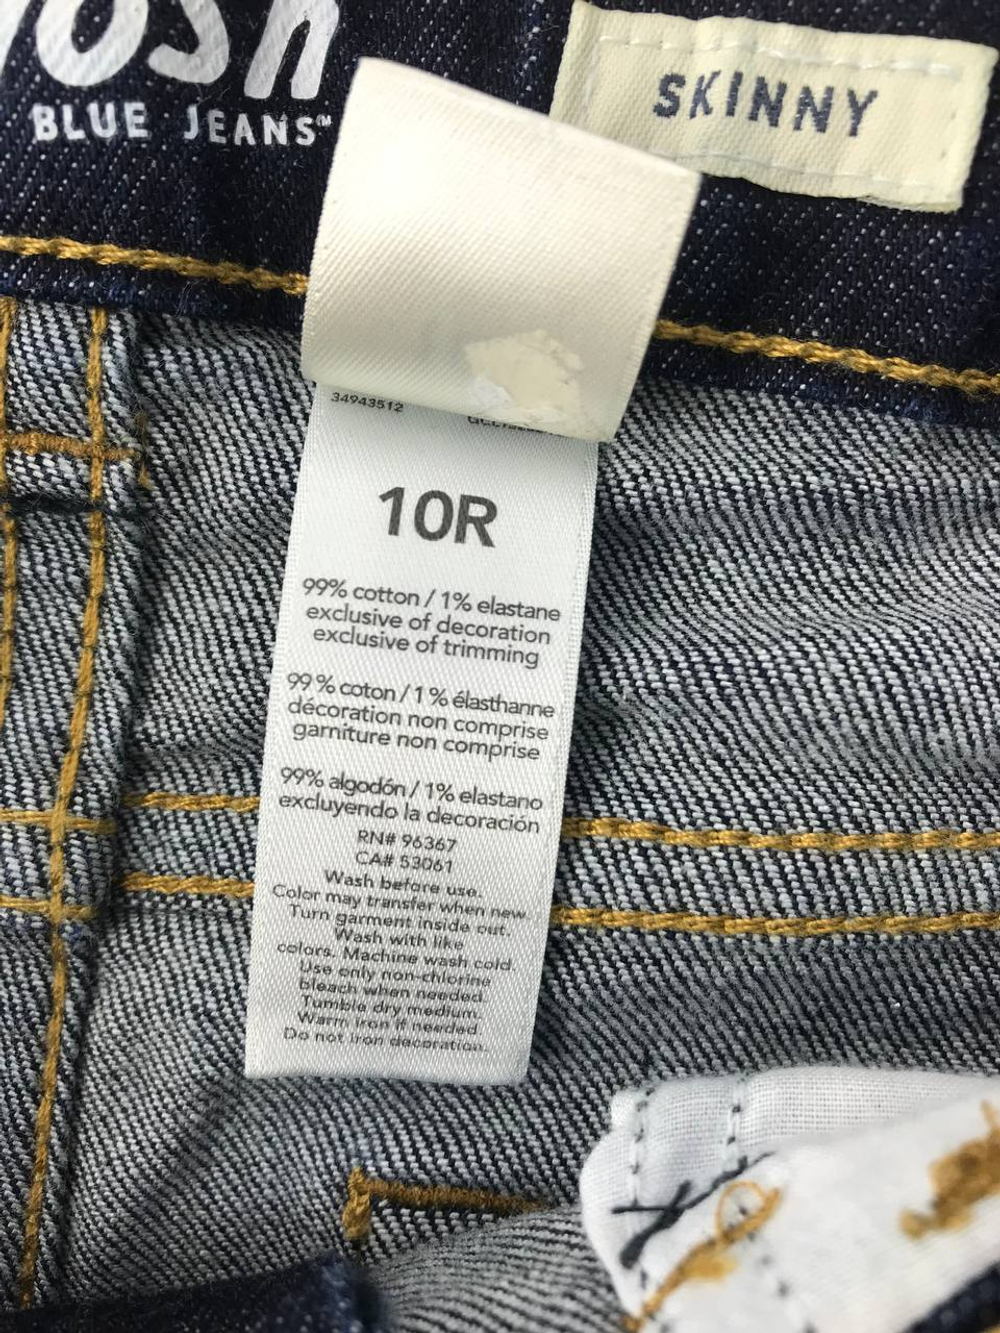 osh
BLUE JEANS™
SKINNY
34943512
10R
99% cotton / 1% elastane
exclusive of decoration
exclusive of trimming
99% coton / 1% élasthanne
décoration non comprise
garniture non comprise
99% algodón / 1% elastano
excluyendo la decoración
RN# 96367
CA# 53061
Wash before use.
Color may transfer when new.
Turn garment inside out.
Wash with like
colors. Machine wash cold.
Use only non-chlorine
bleach when needed.
Tumble dry medium.
Warm iron if needed.
Do not iron decoration.